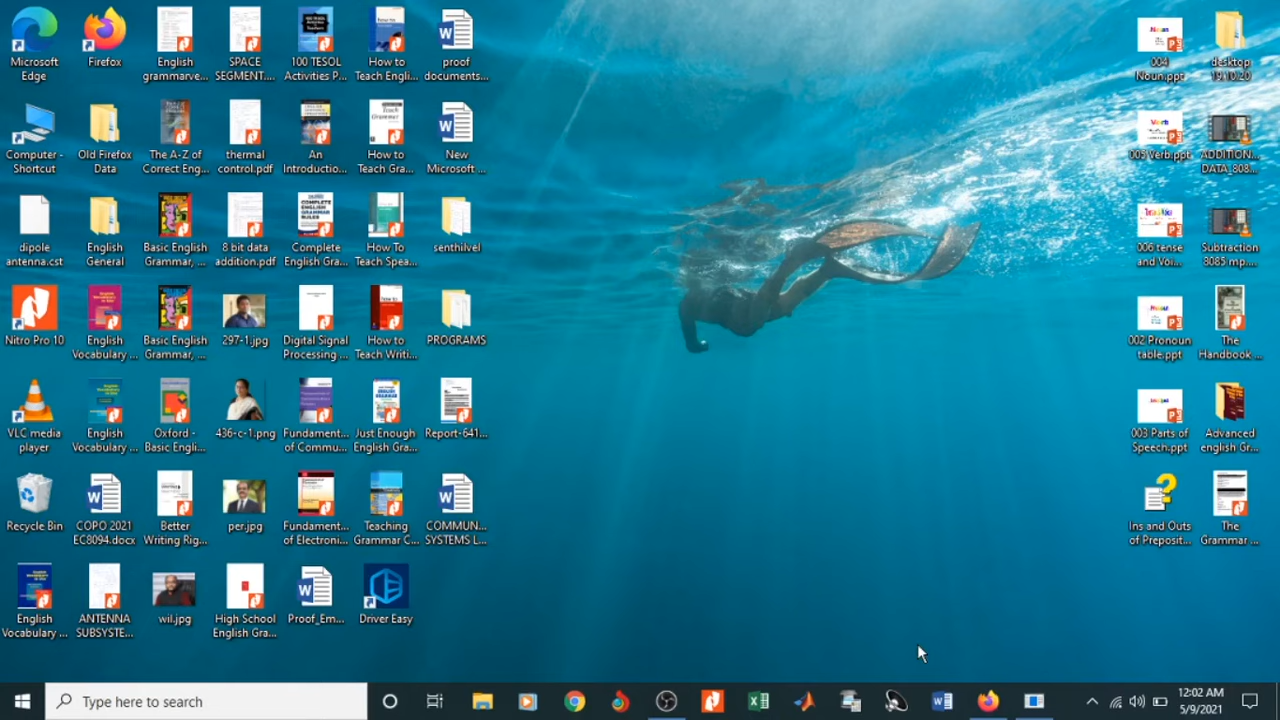 Microsoft
Edge
Firefox
English
grammarve...
SPACE
SEGMENT....
100 TESOL
Activities P...
How to
Teach Engli...
proof
documents...
004
Noun.ppt
desktop
19.10.20
Computer -
Shortcut
Old Firefox
Data
The A-Z of
Correct Eng...
thermal
control.pdf
An
Introductio...
How to
Teach Gra...
New
Microsoft ...
005 Verb.ppt
ADDITION...
DATA_808...
dipole
antenna.cst
English
General
Basic English
Grammar, ...
8 bit data
addition.pdf
Complete
English Gra...
How To
Teach Spea...
senthilvel
006 tense
and Voi...
Subtraction
8085 mp....
Nitro Pro 10
English
Vocabulary ...
Basic English
Grammar, ...
297-1.jpg
Digital Signal
Processing ...
How to
Teach Writi...
PROGRAMS
002 Pronoun
table.ppt
The
Handbook ...
VLC media
player
English
Vocabulary ...
Oxford -
Basic Engli...
436-c-1.png
Fundament...
of Commu...
Just Enough
English Gra...
Report-641...
003 Parts of
Speech.ppt
Advanced
english Gr...
Recycle Bin
COPO 2021
EC8094.docx
Better
Writing Rig...
per.jpg
Fundament...
of Electroni...
Teaching
Grammar C...
COMMUN...
SYSTEMS L...
Ins and Outs
of Preposit...
The
Grammar ...
English
Vocabulary ...
ANTENNA
SUBSYSTE...
wil.jpg
High School
English Gra...
Proof_Em...
Driver Easy
Type here to search
12:02 AM
5/9/2021